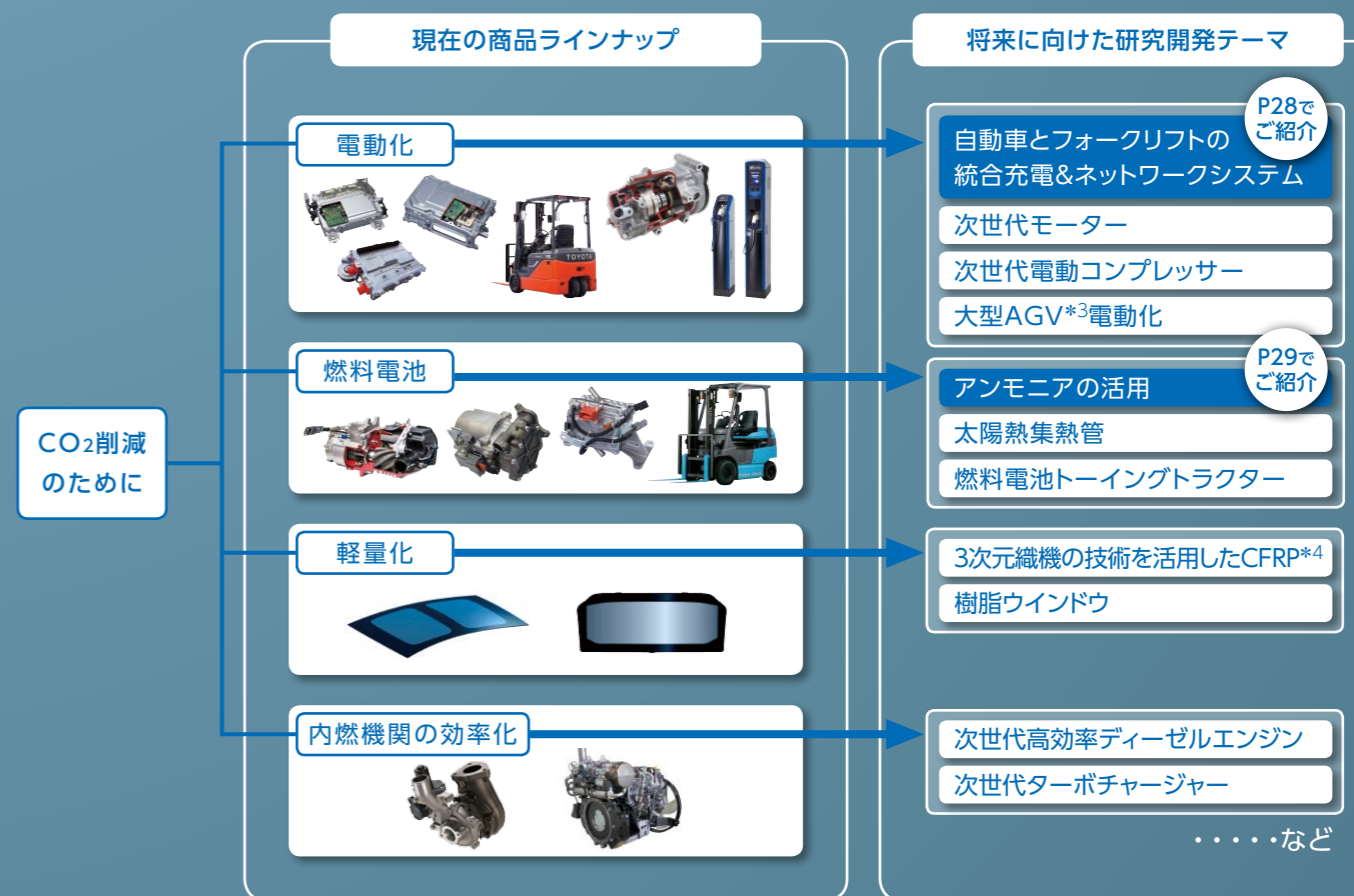 現在の商品ラインナップ
将来に向けた研究開発テーマ
CO2削減
のために
電動化
TOYOTA
P28で
ご紹介
自動車とフォークリフトの
統合充電&ネットワークシステム
次世代モーター
次世代電動コンプレッサー
大型AGV*3電動化
燃料電池
P29で
ご紹介
アンモニアの活用
太陽熱集熱管
燃料電池トーイングトラクター
軽量化
3次元織機の技術を活用したCFRP*4
樹脂ウインドウ
内燃機関の効率化
次世代高効率ディーゼルエンジン
次世代ターボチャージャー
・・・・・など